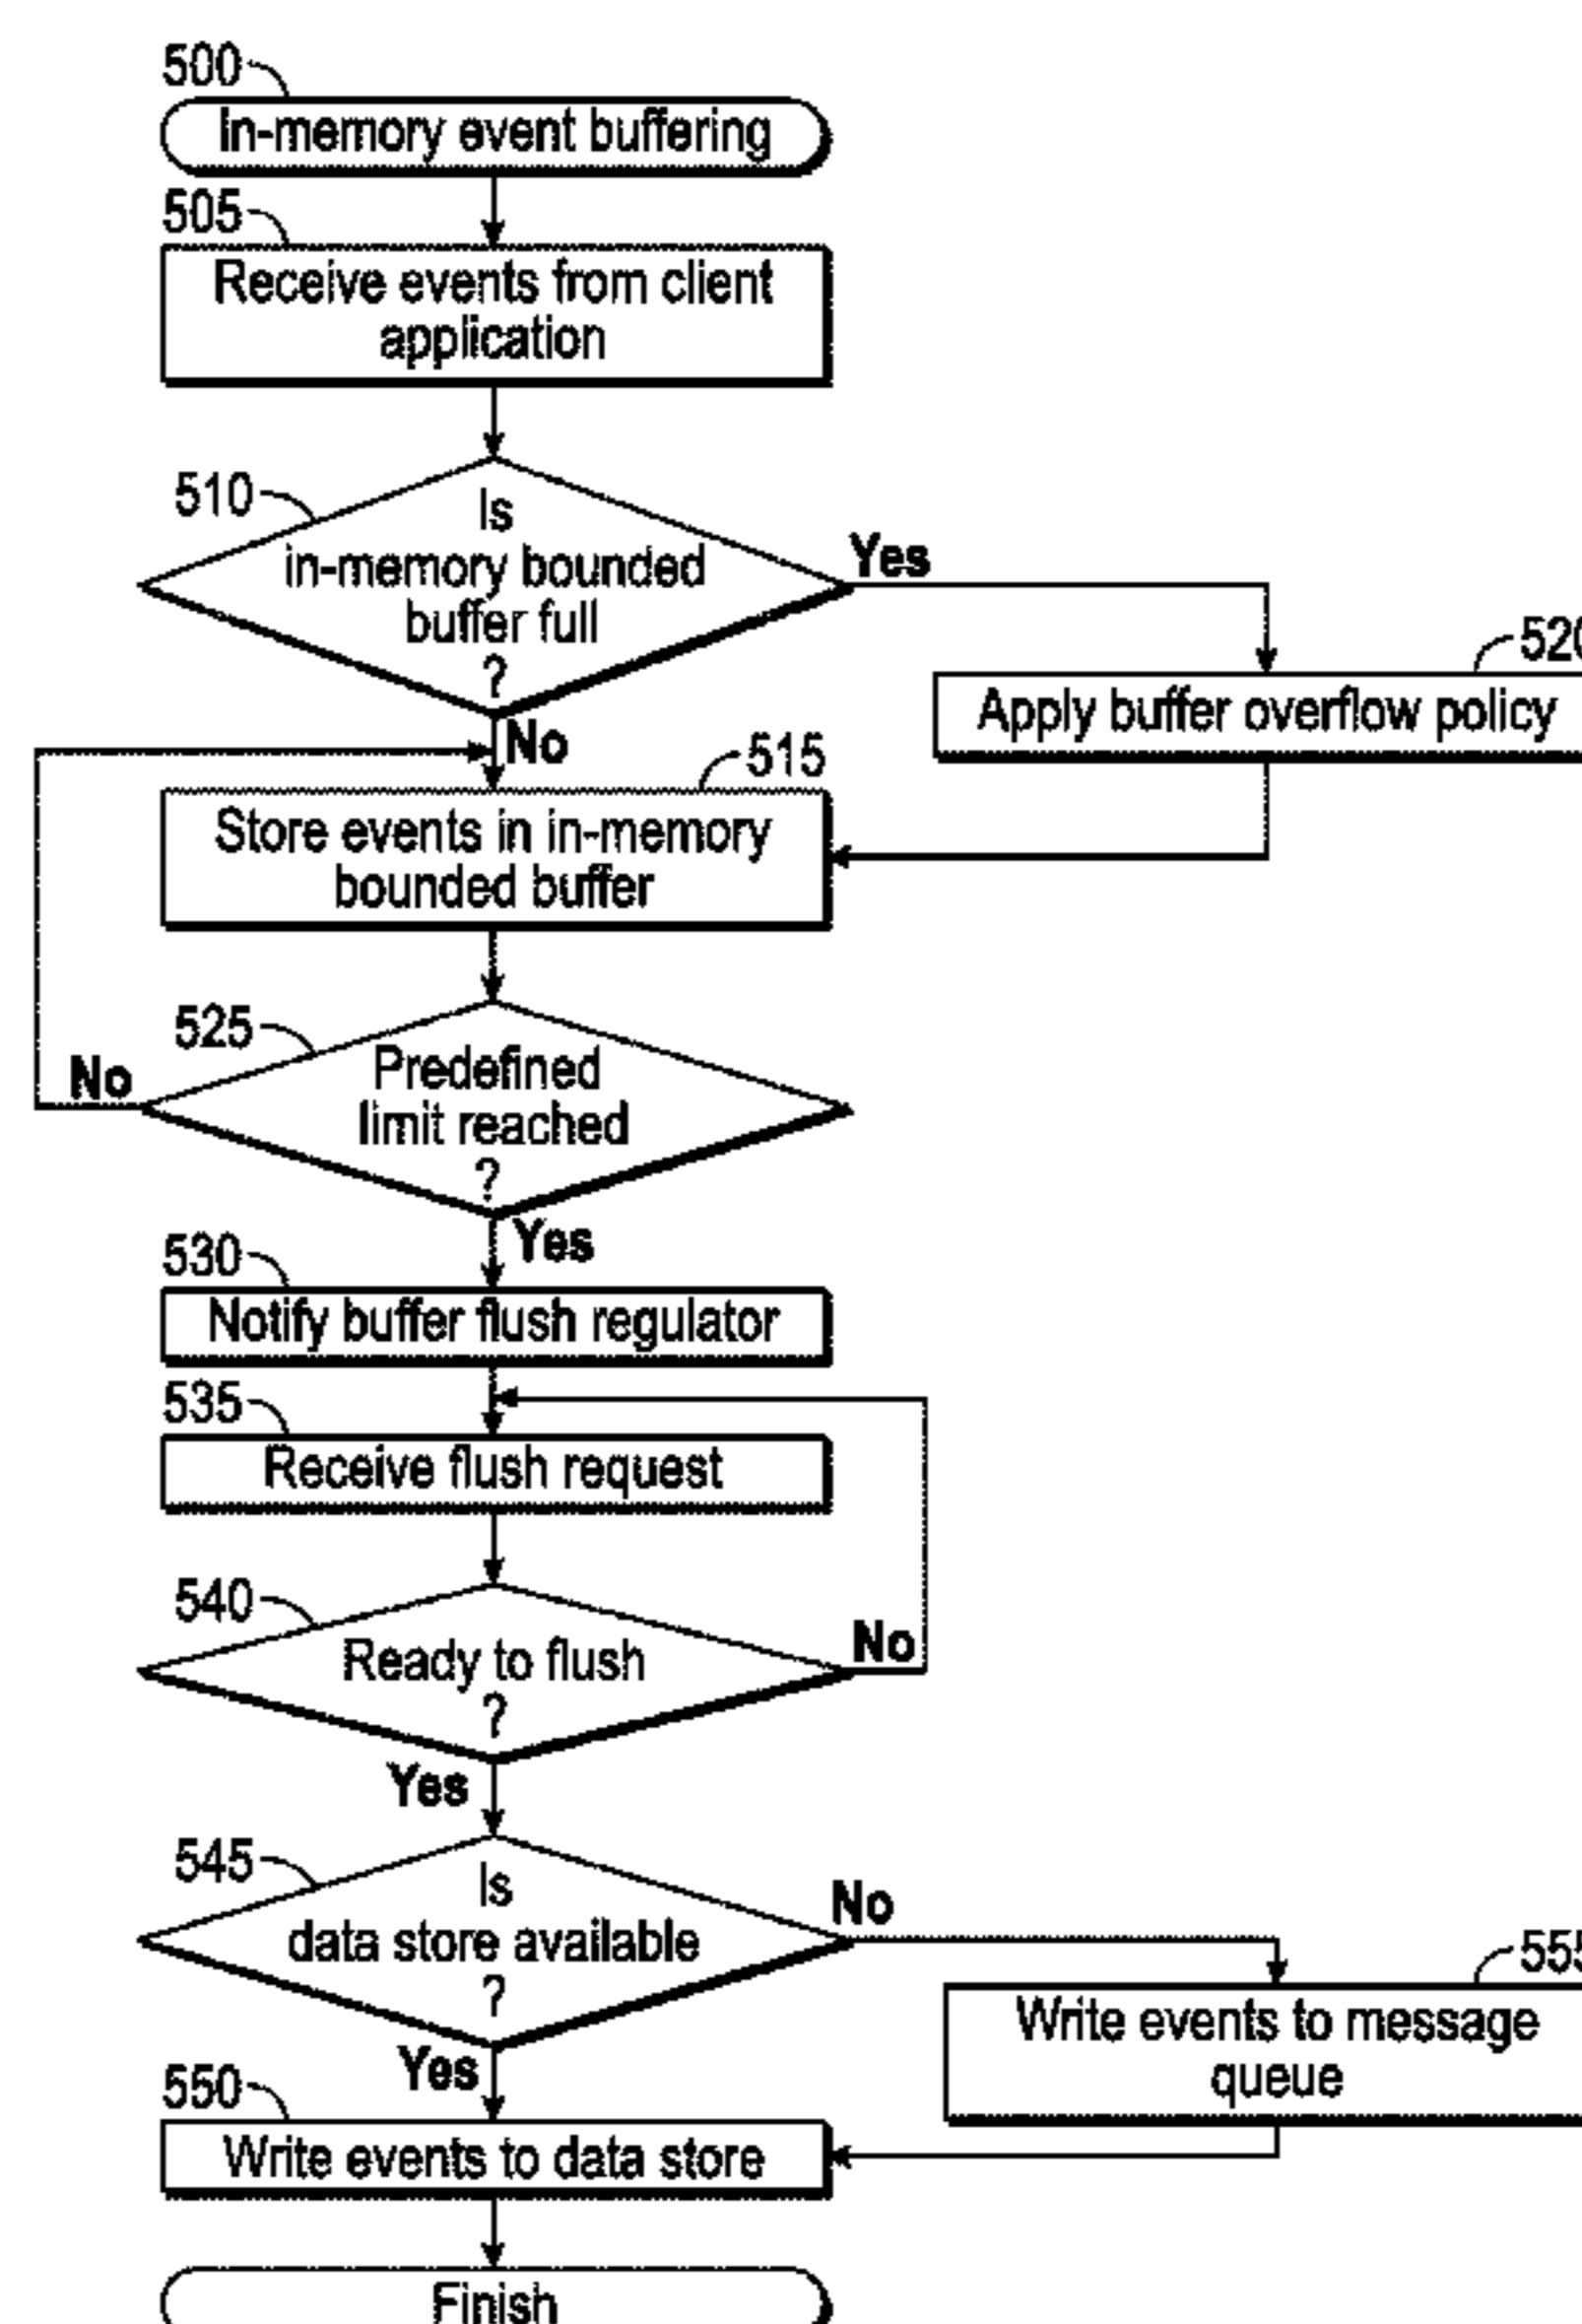 500
In-memory event buffering
505
Receive events from client
application
510
Is
in-memory bounded
buffer full
?
Yes
520
Apply buffer overflow policy
No
515
Store events in in-memory
bounded buffer
525
Predefined
limit reached
?
No
Yes
530
Notify buffer flush regulator
535
Receive flush request
540
Ready to flush
?
No
Yes
545
Is
data store available
?
No
555
Write events to message
queue
Yes
550
Write events to data store
Finish